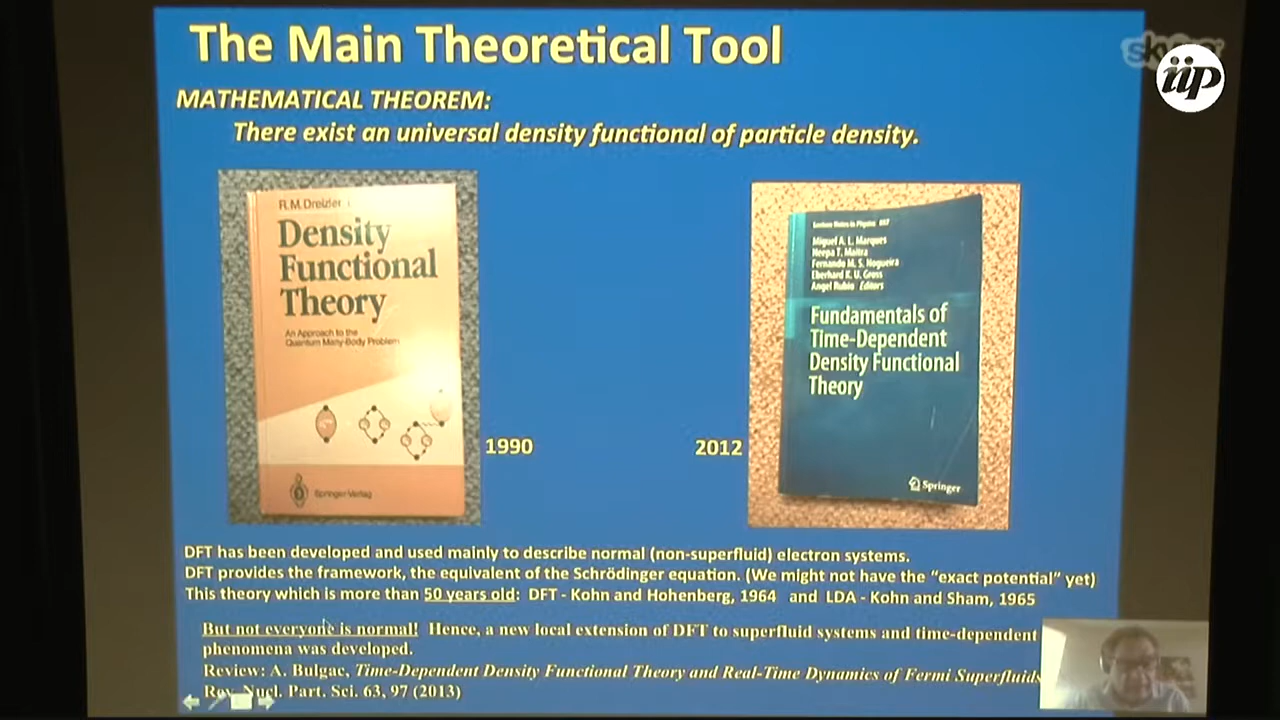 The Main Theoretical Tool
iip
MATHEMATICAL THEOREM:
There exist an universal density functional of particle density.
R.M. Dreizler
Density
Functional
Theory
An Approach to the
Quantum Many-Body Problem
Springer-Verlag
1990
2012
Lecture Notes in Physics
Miguel A. L. Marques
Neepa T. Maitra
Fernando M. S. Nogueira
Eberhard K. U. Gross
Angel Rubio Editors
Fundamentals of
Time-Dependent
Density Functional
Theory
Springer
DFT has been developed and used mainly to describe normal (non-superfluid) electron systems.
DFT provides the framework, the equivalent of the Schrödinger equation. (We might not have the “exact potential” yet)
This theory which is more than 50 years old: DFT - Kohn and Hohenberg, 1964 and LDA - Kohn and Sham, 1965
But not everyone is normal! Hence, a new local extension of DFT to superfluid systems and time-dependent
phenomena was developed.
Review: A. Bulgac, Time-Dependent Density Functional Theory and Real-Time Dynamics of Fermi Superfluids
Rev. Nucl. Part. Sci. 63, 97 (2013)